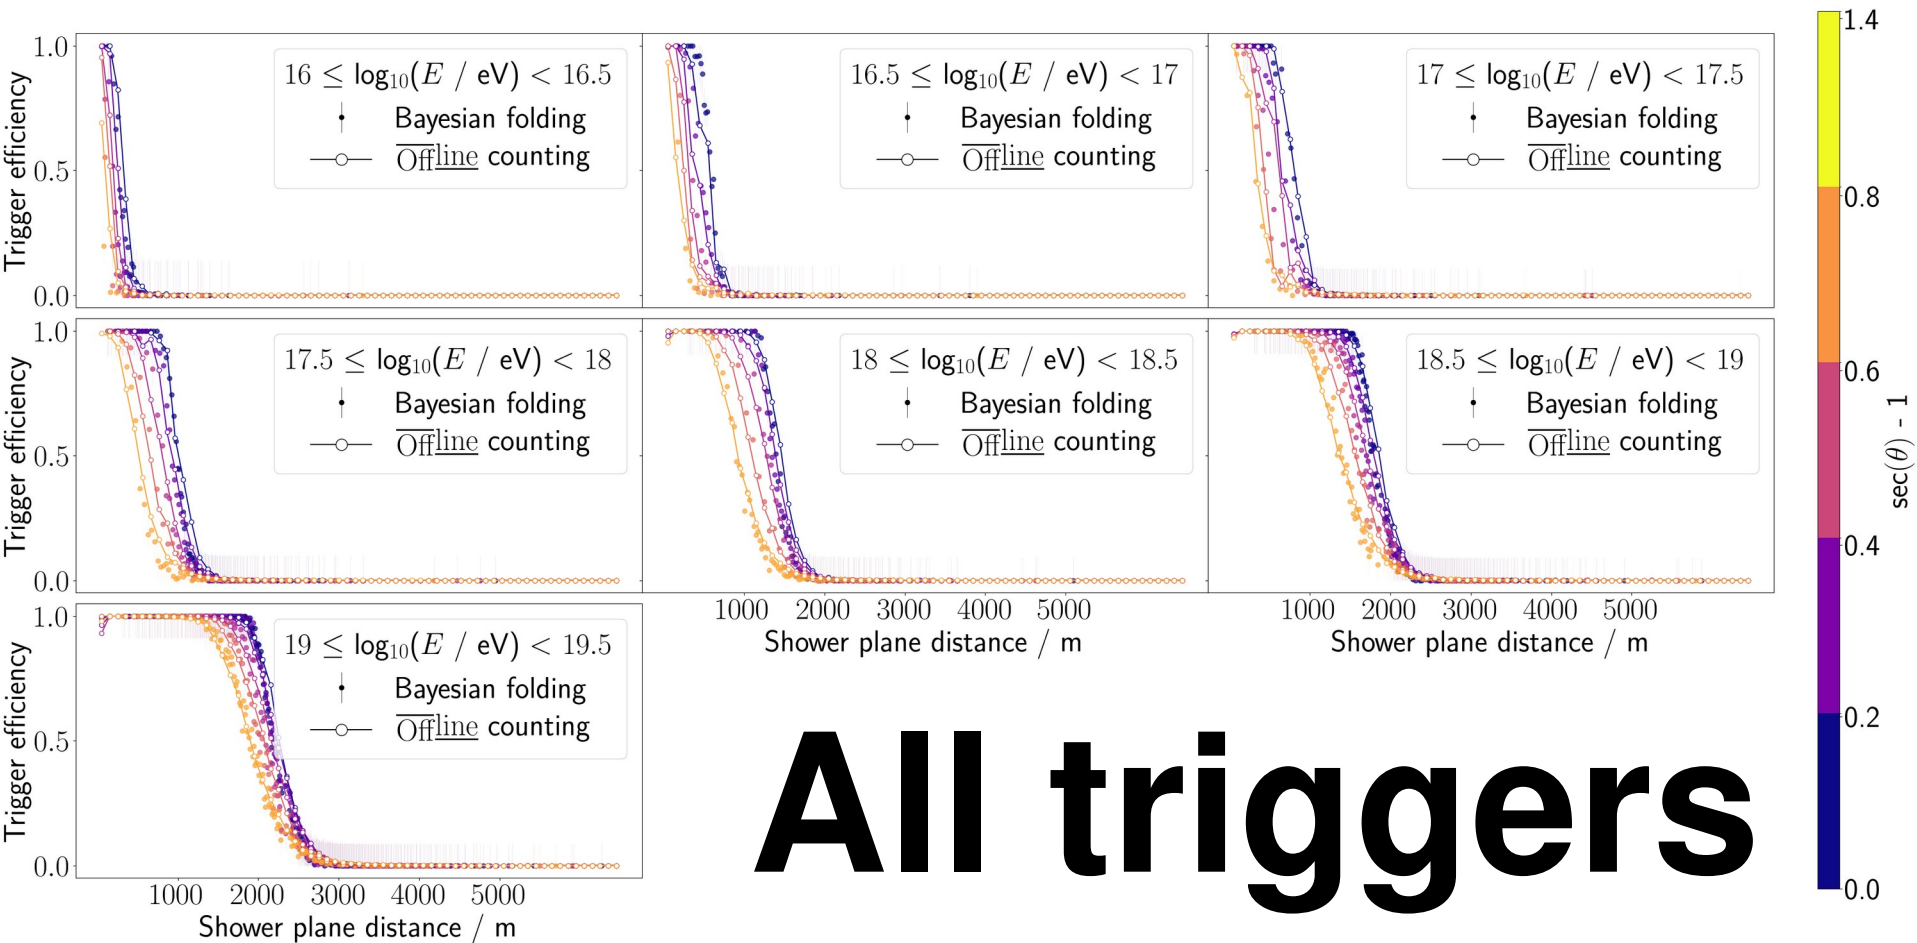 1.0
0.5
0.0
Trigger efficiency
16 ≤ log₁₀(E / eV) < 16.5
Bayesian folding
Offline counting
16.5 ≤ log₁₀(E / eV) < 17
Bayesian folding
Offline counting
17 ≤ log₁₀(E / eV) < 17.5
Bayesian folding
Offline counting
1.0
0.5
0.0
Trigger efficiency
17.5 ≤ log₁₀(E / eV) < 18
Bayesian folding
Offline counting
18 ≤ log₁₀(E / eV) < 18.5
Bayesian folding
Offline counting
1000 2000 3000 4000 5000
Shower plane distance / m
18.5 ≤ log₁₀(E / eV) < 19
Bayesian folding
Offline counting
1000 2000 3000 4000 5000
Shower plane distance / m
1.0
0.5
0.0
Trigger efficiency
19 ≤ log₁₀(E / eV) < 19.5
Bayesian folding
Offline counting
1000 2000 3000 4000 5000
Shower plane distance / m
All triggers
1.4
0.8
0.6
0.4
0.2
0.0
sec(θ) - 1